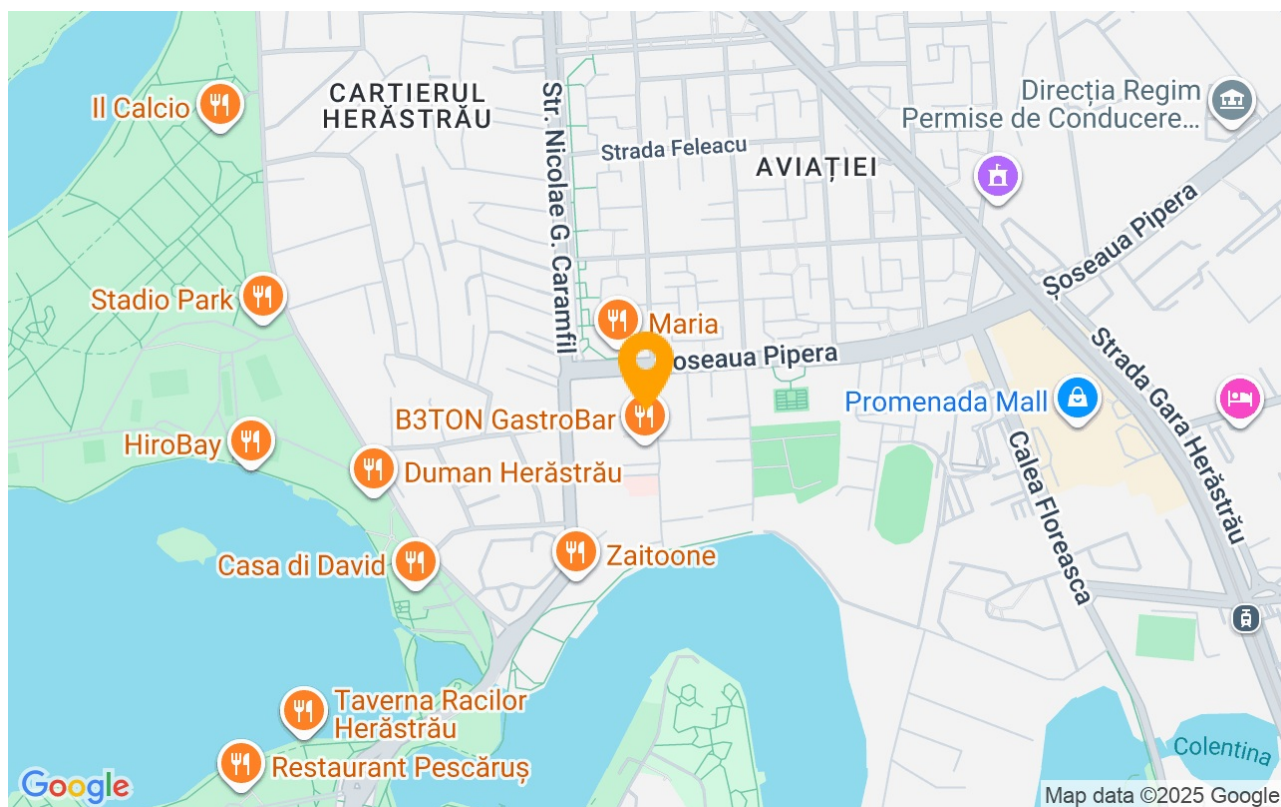 Il Calcio
CARTIERUL
HERĂSTRĂU
Str. Nicolae G. Caramfil
Strada Feleacu
AVIAȚIEI
Direcția Regim
Permise de Conducere...
Șoseaua Pipera
Stadio Park
Maria
oseaua Pipera
B3TON GastroBar
Promenada Mall
Strada Gara Herăstrău
HiroBay
Duman Herăstrău
Calea Floreasca
Casa di David
Zaitoone
Taverna Racilor
Herăstrău
Restaurant Pescăruș
Colentina
Google
Map data ©2025 Google